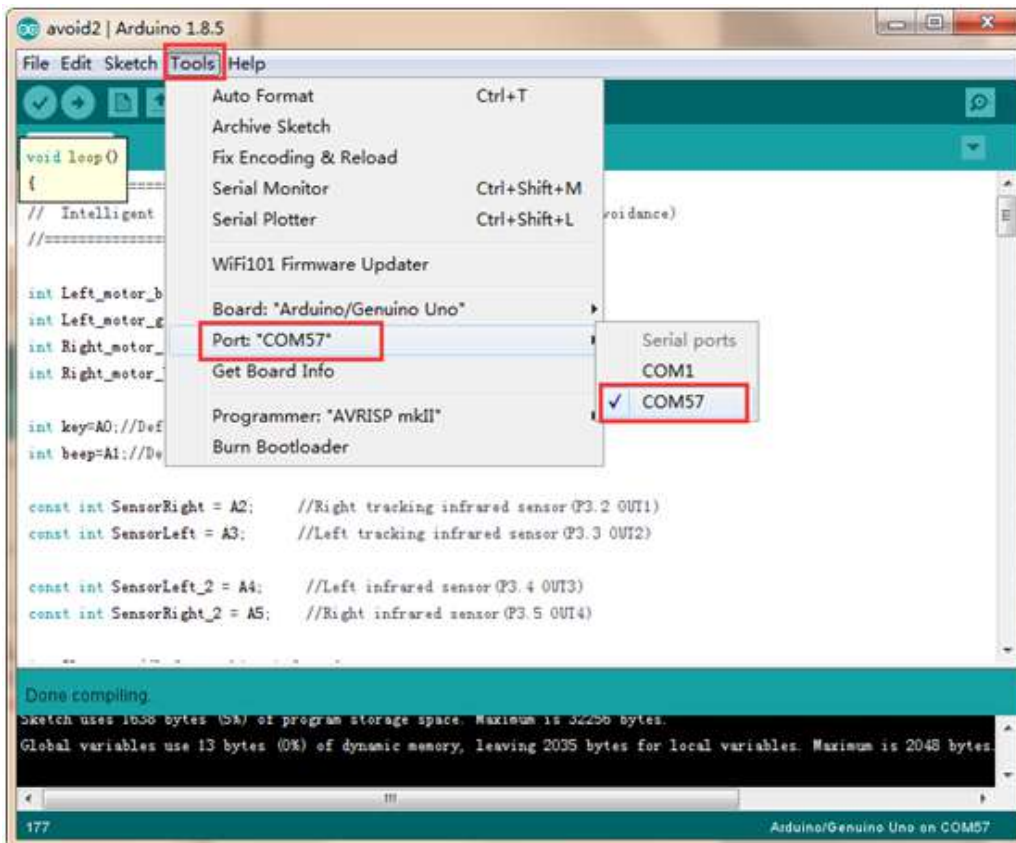 avoid2 | Arduino 1.8.5
File Edit Sketch Tools Help
Auto Format Ctrl+T
Archive Sketch
Fix Encoding & Reload
Serial Monitor Ctrl+Shift+M
Serial Plotter Ctrl+Shift+L
WiFi101 Firmware Updater
Board: "Arduino/Genuino Uno"
Port: "COM57"
Get Board Info
Programmer: "AVRISP mkII"
Burn Bootloader
Serial ports
COM1
COM57
void loop()
{
// Intelligent voidance)
//==============
int Left_motor_b
int Left_motor_g
int Right_motor_
int Right_motor_
int key=A0;//Def
int beep=A1;//De
const int SensorRight = A2; //Right tracking infrared sensor(P3.2 OUT1)
const int SensorLeft = A3; //Left tracking infrared sensor(P3.3 OUT2)
const int SensorLeft_2 = A4; //Left infrared sensor(P3.4 OUT3)
const int SensorRight_2 = A5; //Right infrared sensor(P3.5 OUT4)
Done compiling.
Sketch uses 1638 bytes (5%) of program storage space. Maximum is 32256 bytes.
Global variables use 13 bytes (0%) of dynamic memory, leaving 2035 bytes for local variables. Maximum is 2048 bytes.
177 Arduino/Genuino Uno on COM57